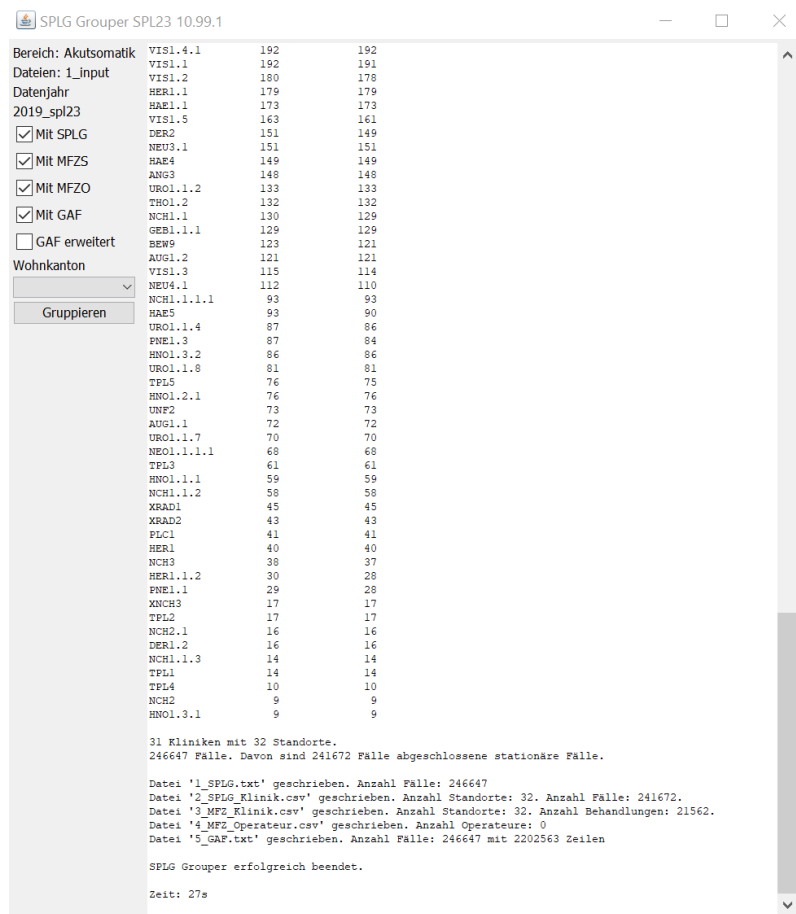 SPLG Grouper SPL23 10.99.1
Bereich: Akutsomatik
Dateien: 1_input
Datenjahr
2019_spl23
Mit SPLG
Mit MFZS
Mit MFZO
Mit GAF
GAF erweitert
Wohnkanton
Gruppieren
VIS1.4.1 192 192
VIS1.1 192 191
VIS1.2 180 178
HER1.1 179 179
HAE1.1 173 173
VIS1.5 163 161
DER2 151 149
NEU3.1 151 151
HAE4 149 149
ANG3 148 148
URO1.1.2 133 133
THO1.2 132 132
NCH1.1 130 129
GEB1.1.1 129 129
BEW9 123 121
AUG1.2 121 121
VIS1.3 115 114
NEU4.1 112 110
NCH1.1.1.1 93 93
HAE5 93 90
URO1.1.4 87 86
PNE1.3 87 84
HNO1.3.2 86 86
URO1.1.8 81 81
TPL5 76 75
HNO1.2.1 76 76
UNF2 73 73
AUG1.1 72 72
URO1.1.7 70 70
NEO1.1.1.1 68 68
TPL3 61 61
HNO1.1.1 59 59
NCH1.1.2 58 58
XRAD1 45 45
XRAD2 43 43
PLC1 41 41
HER1 40 40
NCH3 38 37
HER1.1.2 30 28
PNE1.1 29 28
XNCH3 17 17
TPL2 17 17
NCH2.1 16 16
DER1.2 16 16
NCH1.1.3 14 14
TPL1 14 14
TPL4 10 10
NCH2 9 9
HNO1.3.1 9 9
31 Kliniken mit 32 Standorte.
246647 Fälle. Davon sind 241672 Fälle abgeschlossene stationäre Fälle.
Datei '1_SPLG.txt' geschrieben. Anzahl Fälle: 246647
Datei '2_SPLG_Klinik.csv' geschrieben. Anzahl Standorte: 32. Anzahl Fälle: 241672.
Datei '3_MFZ_Klinik.csv' geschrieben. Anzahl Standorte: 32. Anzahl Behandlungen: 21562.
Datei '4_MFZ_Operateur.csv' geschrieben. Anzahl Operateure: 0
Datei '5_GAF.txt' geschrieben. Anzahl Fälle: 246647 mit 2202563 Zeilen
SPLG Grouper erfolgreich beendet.
Zeit: 27s